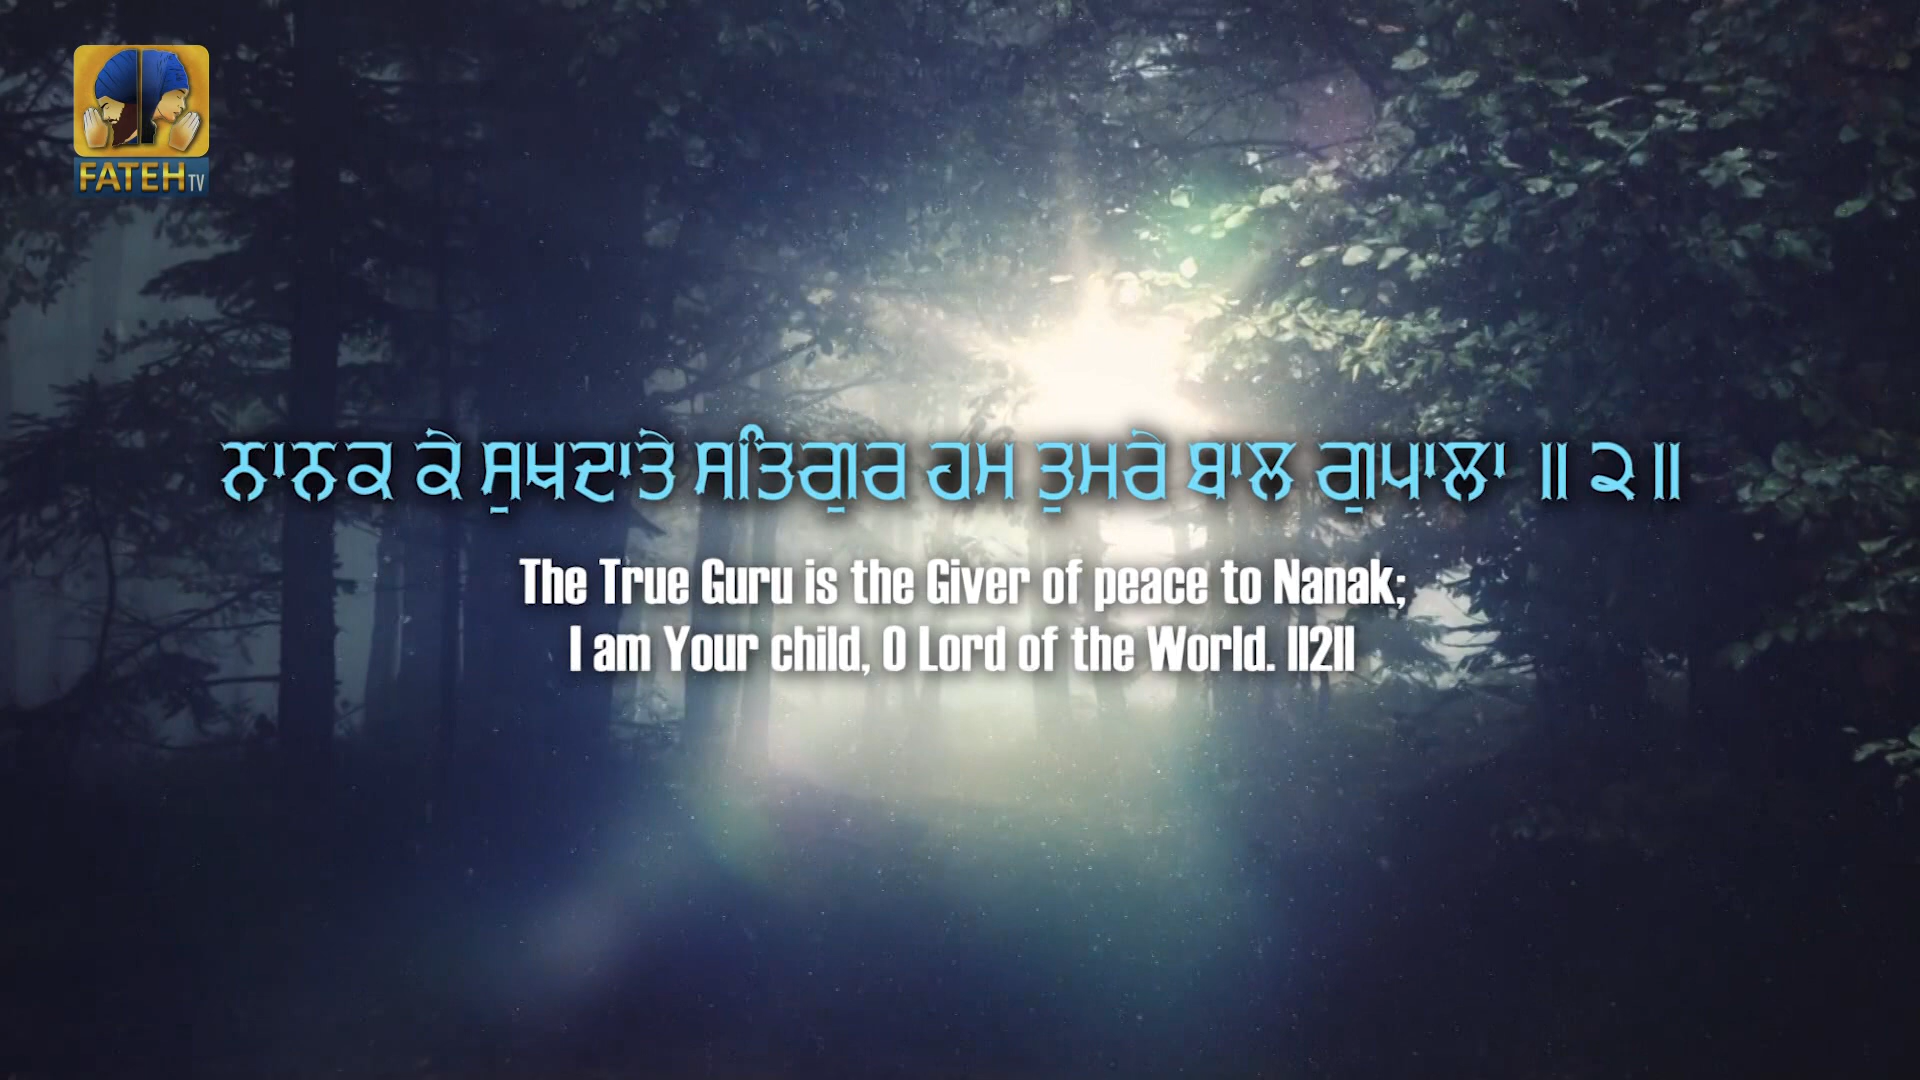 FATEH TV
ਨਾਨਕ ਕੇ ਸੁਖਦਾਤੇ ਸਤਿਗੁਰ ਹਮ ਤੁਮਰੇ ਬਾਲ ਗੁਪਾਲਾ ॥੨॥
The True Guru is the Giver of peace to Nanak;
I am Your child, O Lord of the World. ||2||